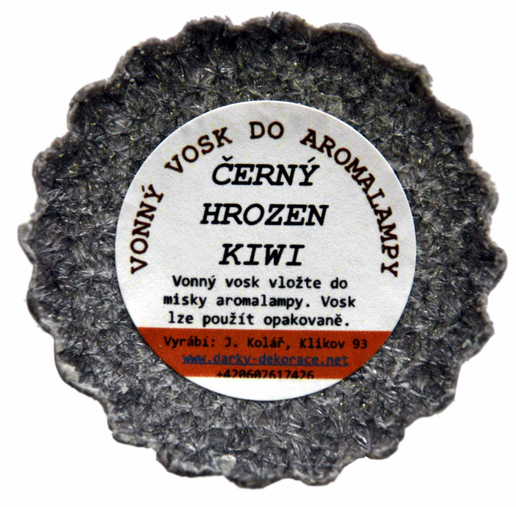 VONNÝ VOSK DO AROMALAMPY
ČERNÝ
HROZEN
KIWI
Vonný vosk vložte do
misky aromalampy. Vosk
lze použít opakovaně.
Vyrábí: J. Kolář, Klikov 93
www.darky-dekorace.net
+420607617426